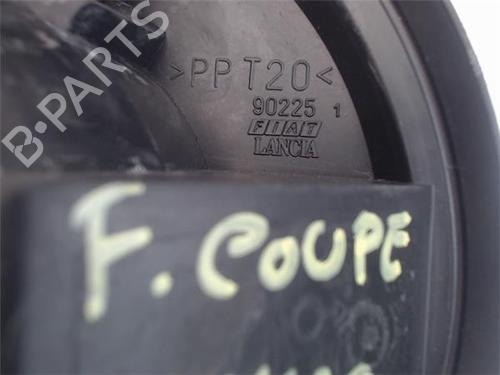 B-PARTS
>PP T20<
90225 1
FIAT
LANCIA
F. COUPE